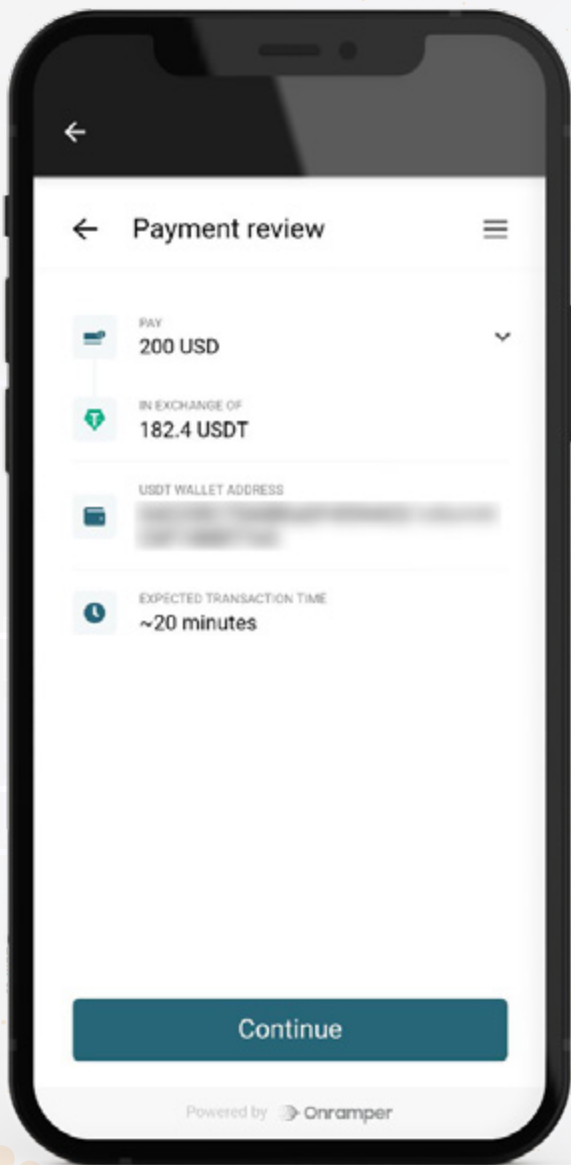 Payment review
PAY
200 USD
IN EXCHANGE OF
182.4 USDT
USDT WALLET ADDRESS
EXPECTED TRANSACTION TIME
~20 minutes
Continue
Powered by Onramper